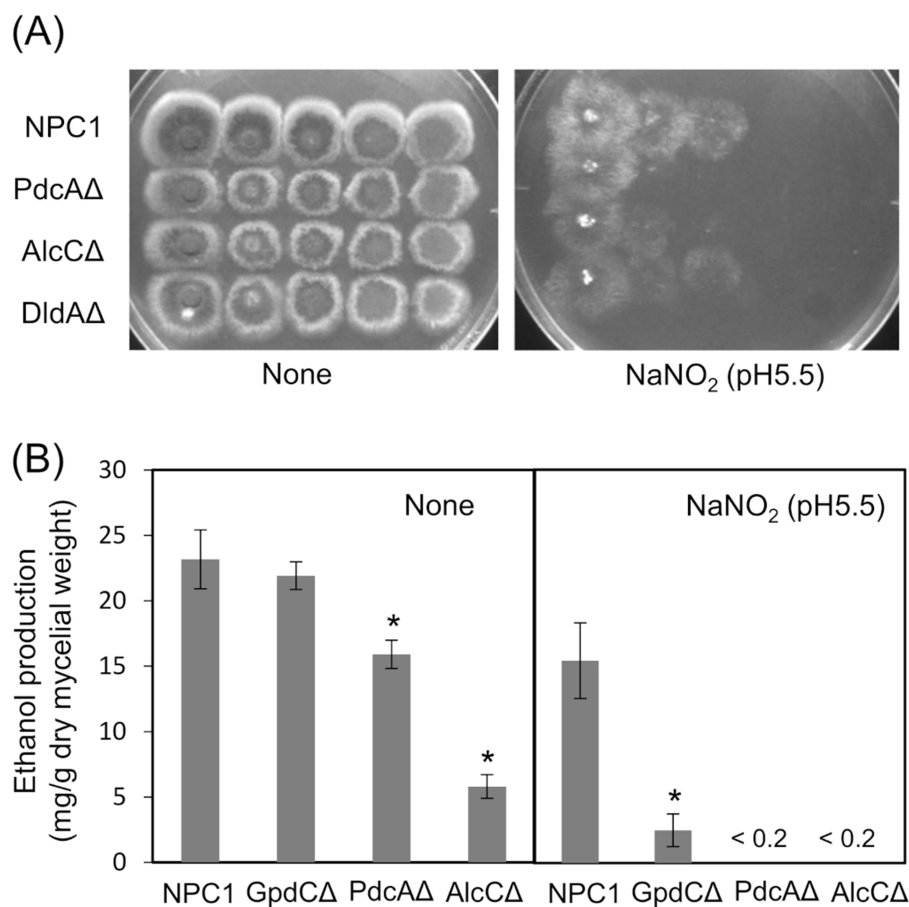 (A)
NPC1
PdcAΔ
AlcCΔ
DldAΔ
None
NaNO₂ (pH5.5)
(B)
Ethanol production
(mg/g dry mycelial weight)
30
25
20
15
10
5
0
None
NaNO₂ (pH5.5)
*
*
*
< 0.2
< 0.2
NPC1
GpdCΔ
PdcAΔ
AlcCΔ
NPC1
GpdCΔ
PdcAΔ
AlcCΔ